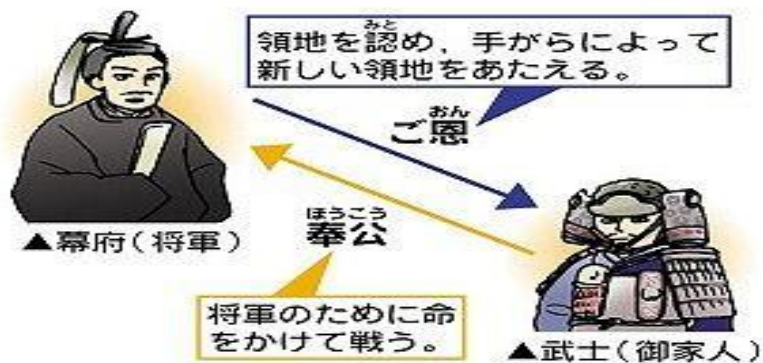 領地を認め、手がらによって
新しい領地をあたえる。
みと
ご恩
おん
▲幕府(将軍)
奉公
ほうこう
将軍のために命
をかけて戦う。
▲武士(御家人)